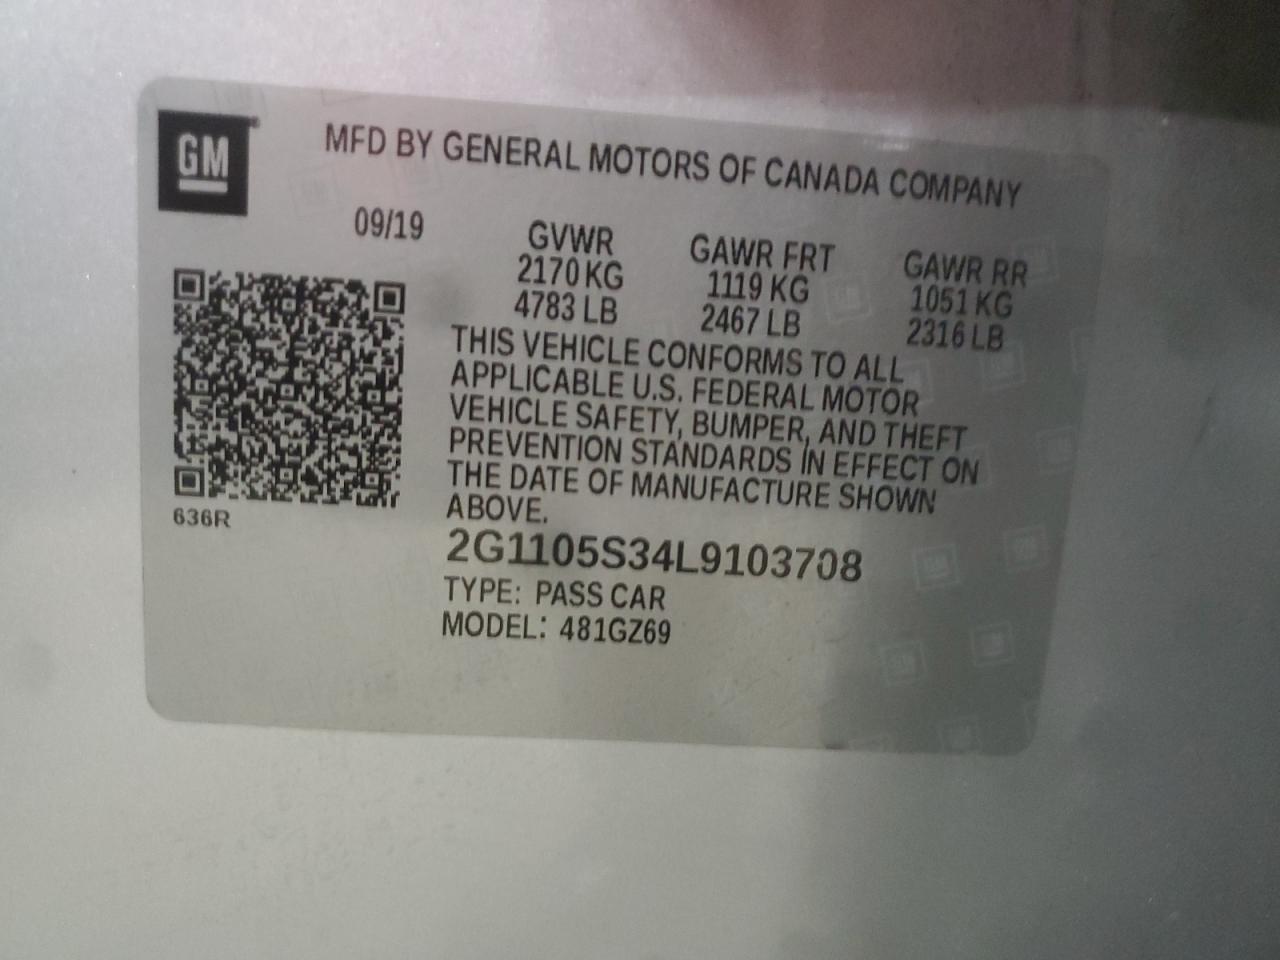 GM
MFD BY GENERAL MOTORS OF CANADA COMPANY
09/19
GVWR GAWR FRT GAWR RR
2170 KG 1119 KG 1051 KG
4783 LB 2467 LB 2316 LB
THIS VEHICLE CONFORMS TO ALL
APPLICABLE U.S. FEDERAL MOTOR
VEHICLE SAFETY, BUMPER, AND THEFT
PREVENTION STANDARDS IN EFFECT ON
THE DATE OF MANUFACTURE SHOWN
ABOVE.
636R
2G1105S34L9103708
TYPE: PASS CAR
MODEL: 481GZ69